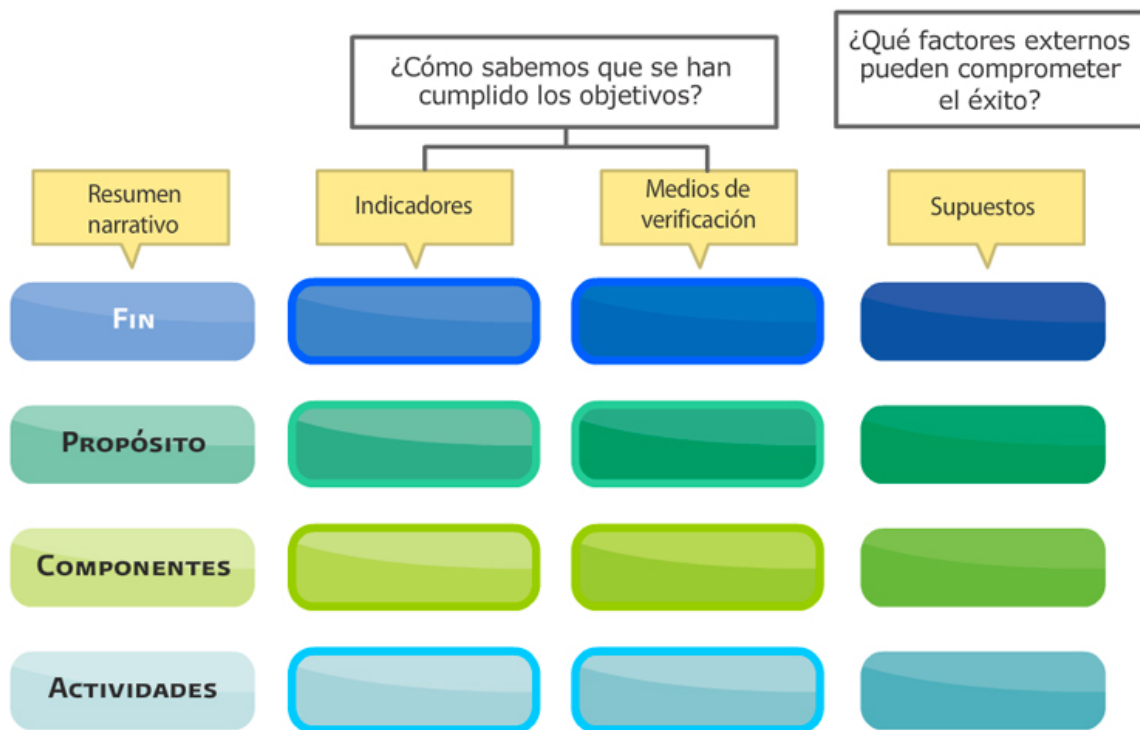 ¿Cómo sabemos que se han
cumplido los objetivos?
¿Qué factores externos
pueden comprometer
el éxito?
Resumen
narrativo
Indicadores
Medios de
verificación
Supuestos
FIN
PROPÓSITO
COMPONENTES
ACTIVIDADES